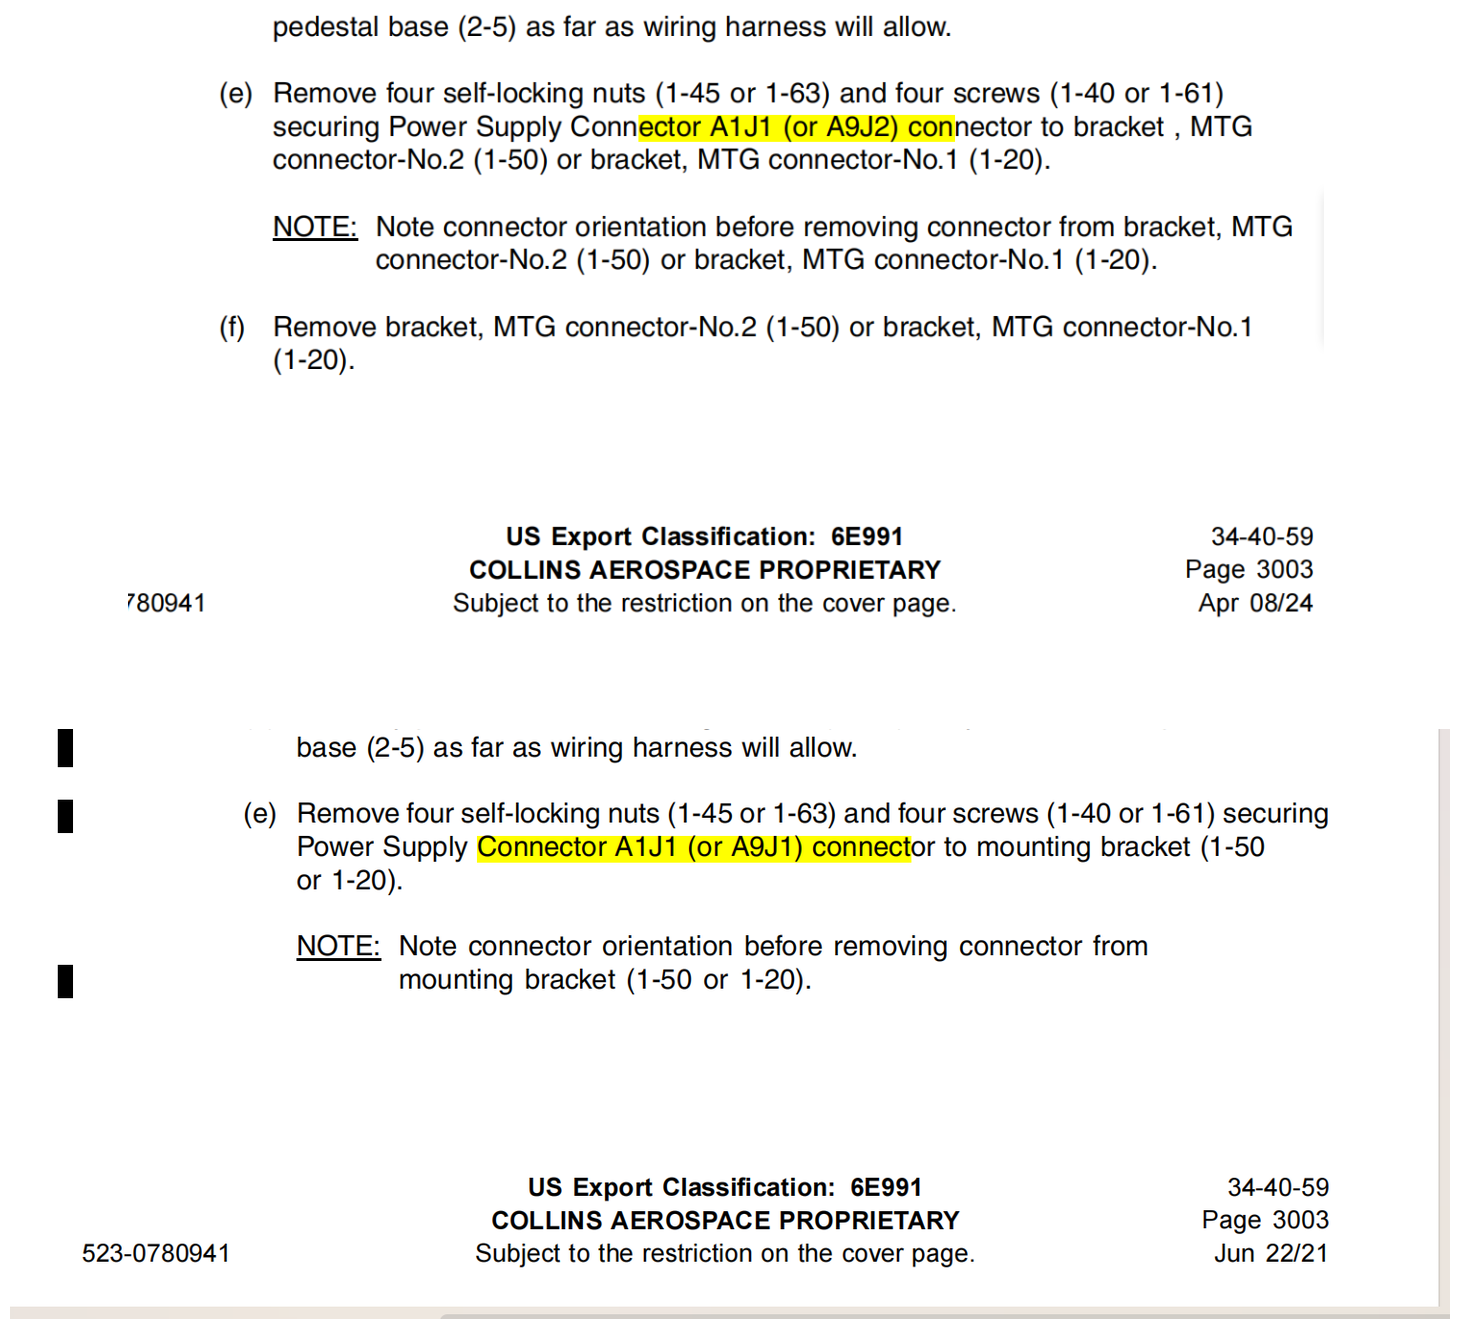 pedestal base (2-5) as far as wiring harness will allow.
(e) Remove four self-locking nuts (1-45 or 1-63) and four screws (1-40 or 1-61)
securing Power Supply Connector A1J1 (or A9J2) connector to bracket , MTG
connector-No.2 (1-50) or bracket, MTG connector-No.1 (1-20).
NOTE: Note connector orientation before removing connector from bracket, MTG
connector-No.2 (1-50) or bracket, MTG connector-No.1 (1-20).
(f) Remove bracket, MTG connector-No.2 (1-50) or bracket, MTG connector-No.1
(1-20).
US Export Classification: 6E991 34-40-59
COLLINS AEROSPACE PROPRIETARY Page 3003
780941 Subject to the restriction on the cover page. Apr 08/24
base (2-5) as far as wiring harness will allow.
(e) Remove four self-locking nuts (1-45 or 1-63) and four screws (1-40 or 1-61) securing
Power Supply Connector A1J1 (or A9J1) connector to mounting bracket (1-50
or 1-20).
NOTE: Note connector orientation before removing connector from
mounting bracket (1-50 or 1-20).
US Export Classification: 6E991 34-40-59
COLLINS AEROSPACE PROPRIETARY Page 3003
523-0780941 Subject to the restriction on the cover page. Jun 22/21